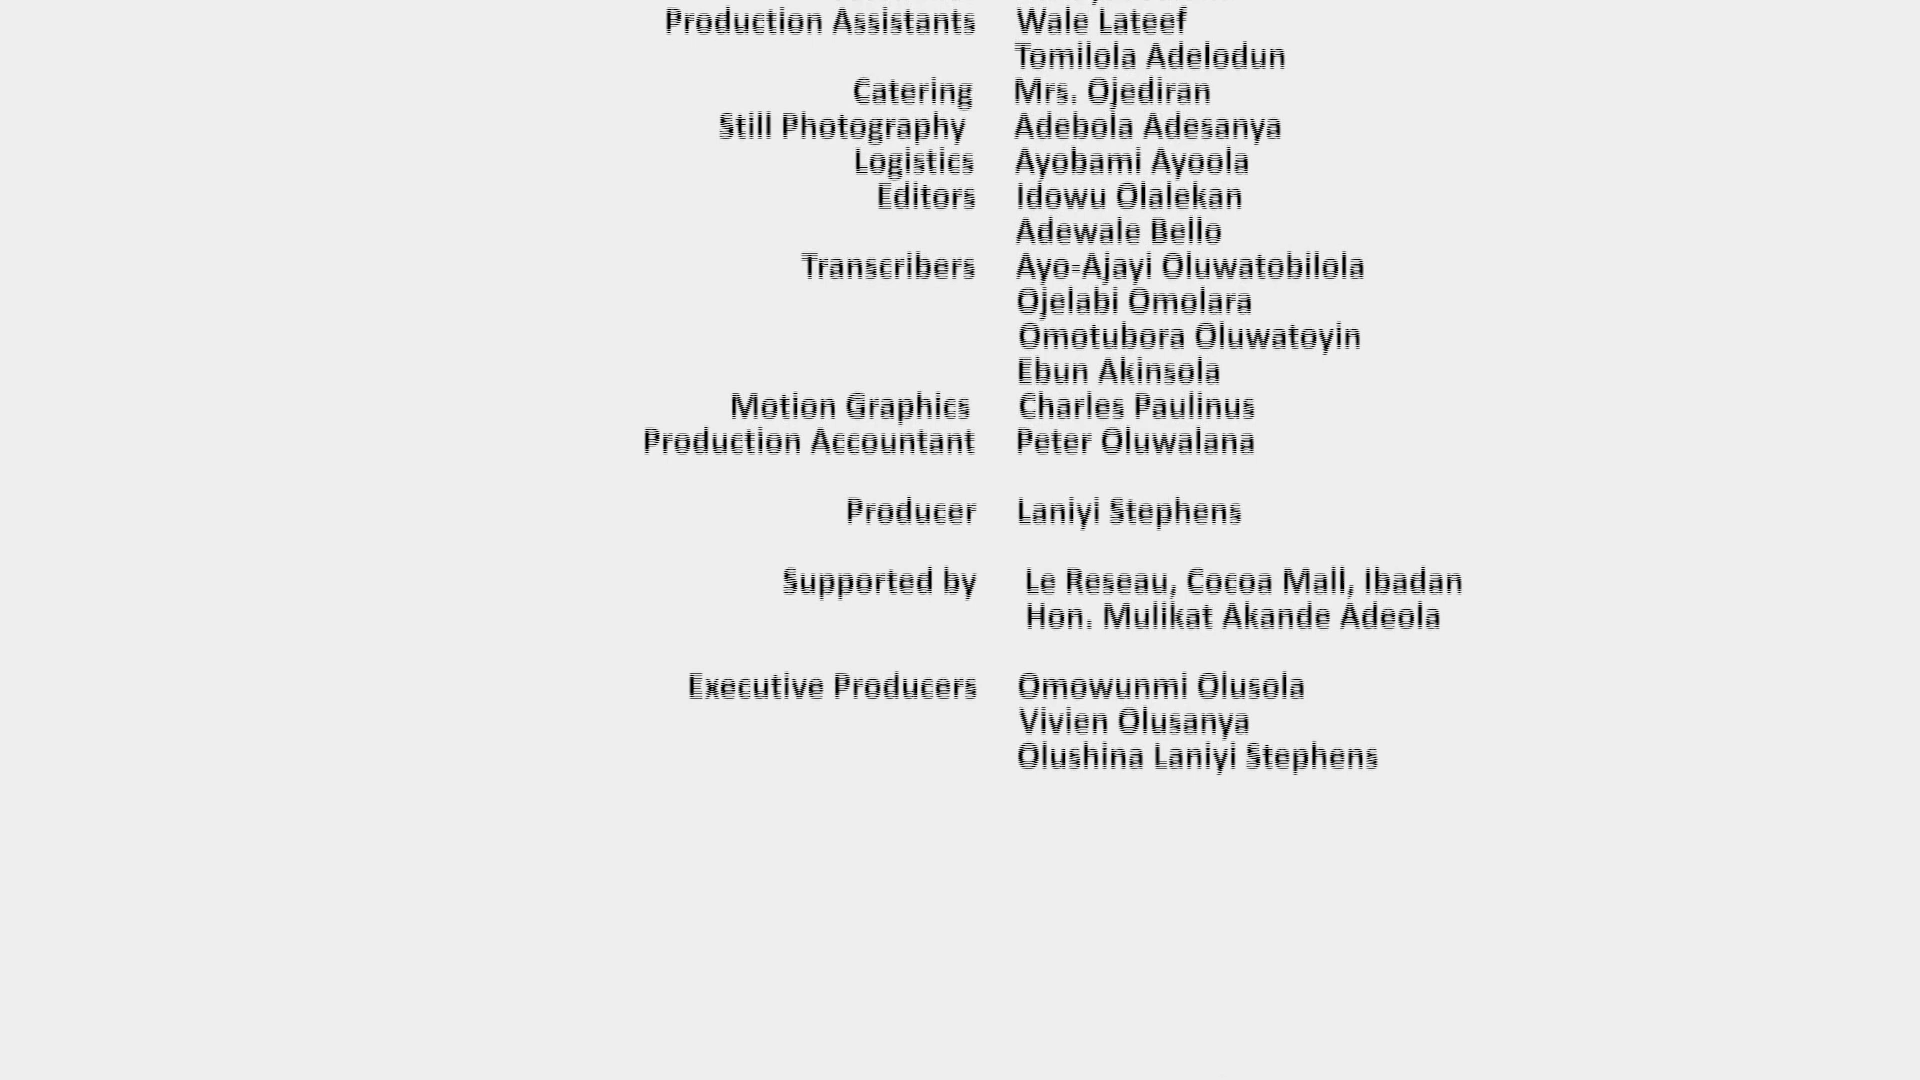 Production Assistants Wale Lateef
Tomilola Adelodun
Catering Mrs. Ojediran
Still Photography Adebola Adesanya
Logistics Ayobami Ayoola
Editors Idowu Olalekan
Adewale Bello
Transcribers Ayo-Ajayi Oluwatobilola
Ojelabi Omolara
Omotubora Oluwatoyin
Ebun Akinsola
Motion Graphics Charles Paulinus
Production Accountant Peter Oluwalana
Producer Laniyi Stephens
Supported by Le Reseau, Cocoa Mall, Ibadan
Hon. Mulikat Akande Adeola
Executive Producers Omowunmi Olusola
Vivien Olusanya
Olushina Laniyi Stephens